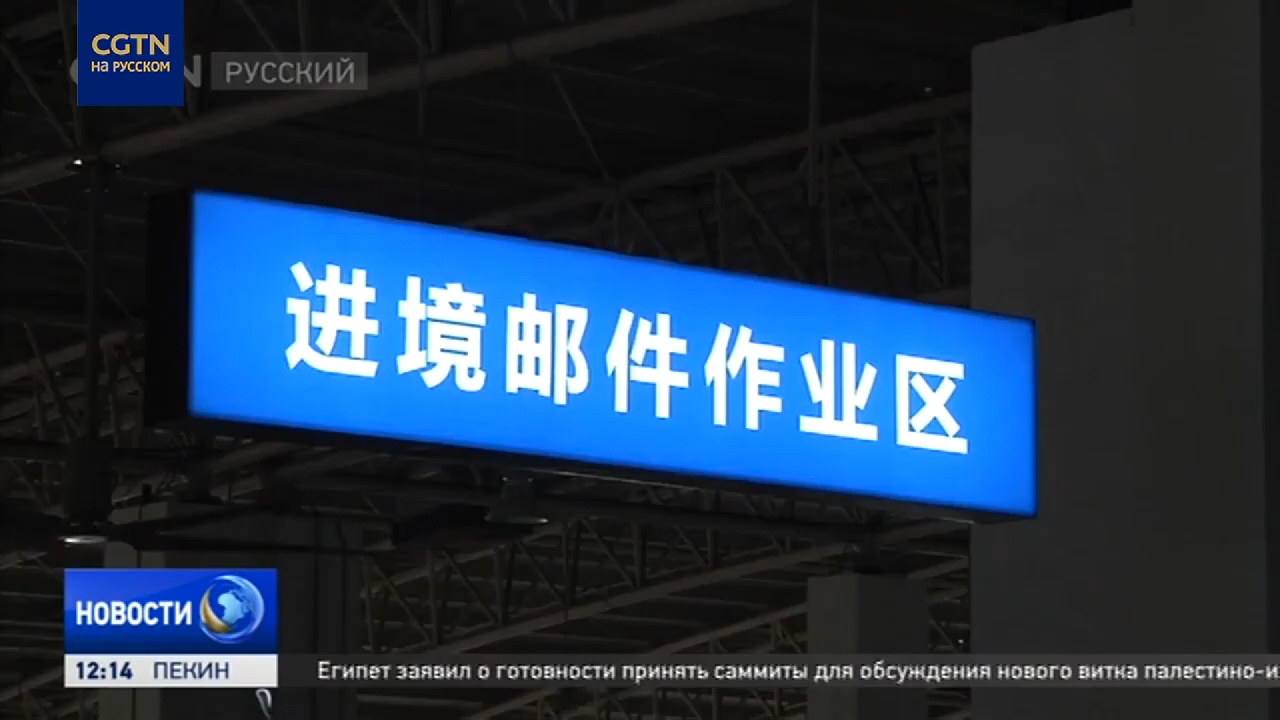 CGTN
на русском
РУССКИЙ
进境邮件作业区
НОВОСТИ
12:14 ПЕКИН
Египет заявил о готовности принять саммиты для обсуждения нового витка палестино-